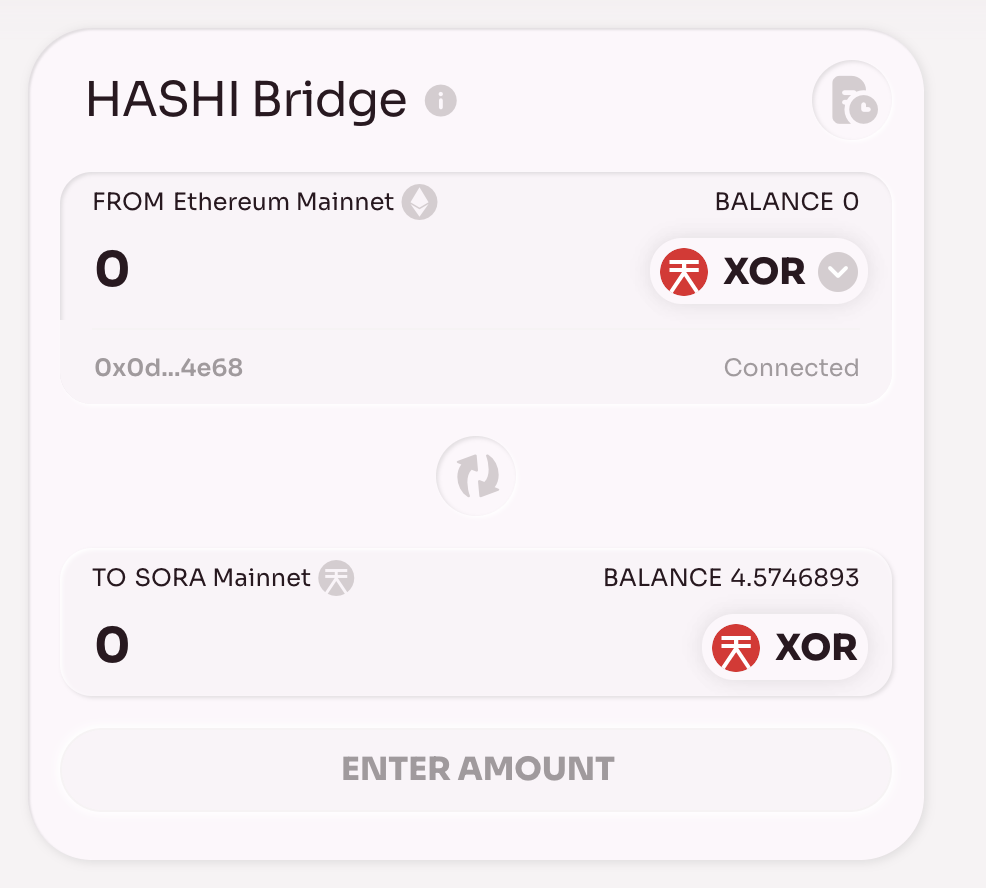 HASHI Bridge
FROM Ethereum Mainnet BALANCE 0
0 XOR
0x0d...4e68 Connected
TO SORA Mainnet BALANCE 4.5746893
0 XOR
ENTER AMOUNT